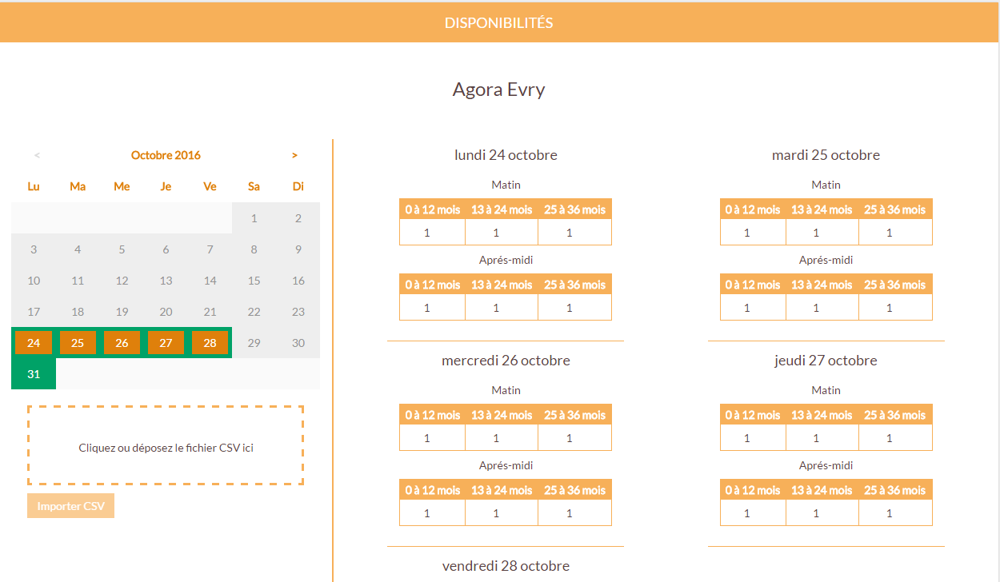 DISPONIBILITÉS
Agora Evry
< Octobre 2016 >
Lu Ma Me Je Ve Sa Di
1 2
3 4 5 6 7 8 9
10 11 12 13 14 15 16
17 18 19 20 21 22 23
24 25 26 27 28 29 30
31
Cliquez ou déposez le fichier CSV ici
Importer CSV
lundi 24 octobre
Matin
0 à 12 mois 13 à 24 mois 25 à 36 mois
1 1 1
Aprés-midi
0 à 12 mois 13 à 24 mois 25 à 36 mois
1 1 1
mardi 25 octobre
Matin
0 à 12 mois 13 à 24 mois 25 à 36 mois
1 1 1
Aprés-midi
0 à 12 mois 13 à 24 mois 25 à 36 mois
1 1 1
mercredi 26 octobre
Matin
0 à 12 mois 13 à 24 mois 25 à 36 mois
1 1 1
Aprés-midi
0 à 12 mois 13 à 24 mois 25 à 36 mois
1 1 1
jeudi 27 octobre
Matin
0 à 12 mois 13 à 24 mois 25 à 36 mois
1 1 1
Aprés-midi
0 à 12 mois 13 à 24 mois 25 à 36 mois
1 1 1
vendredi 28 octobre